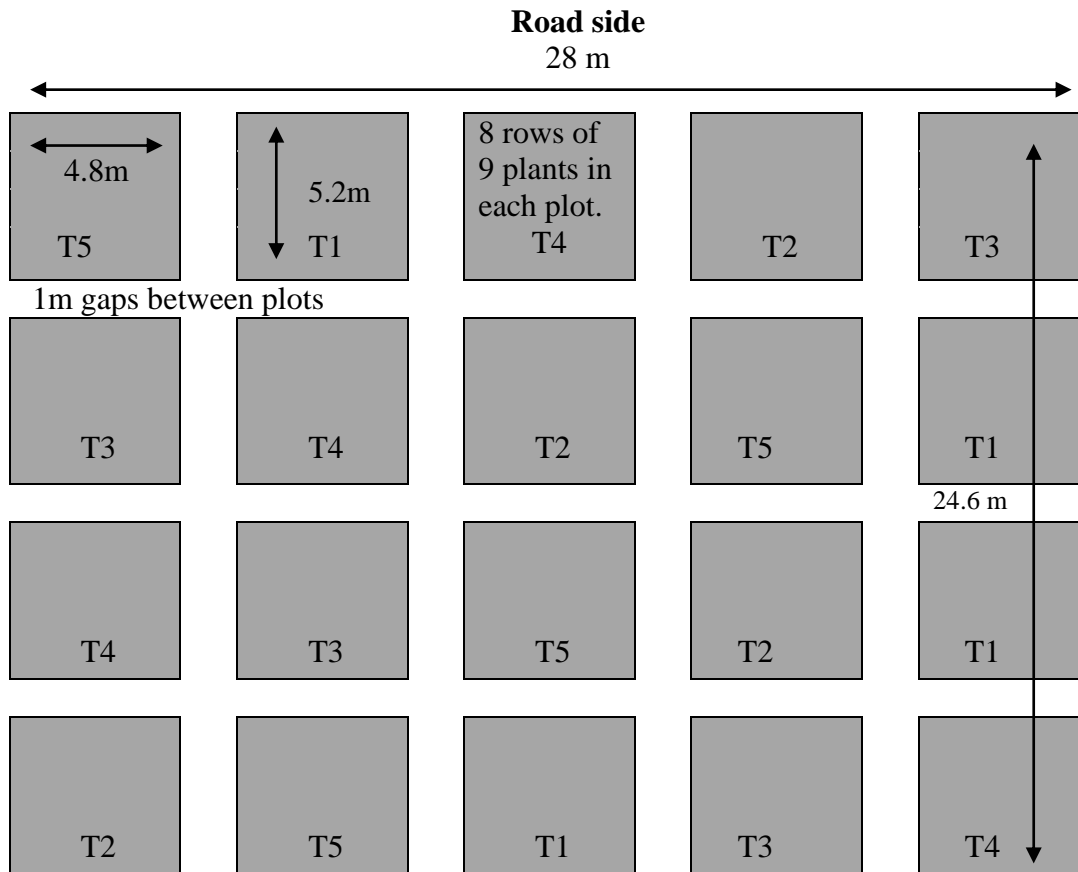 Road side
28 m
4.8m
5.2m
8 rows of
9 plants in
each plot.
T5
T1
T4
T2
T3
1m gaps between plots
T3
T4
T2
T5
T1
24.6 m
T4
T3
T5
T2
T1
T2
T5
T1
T3
T4